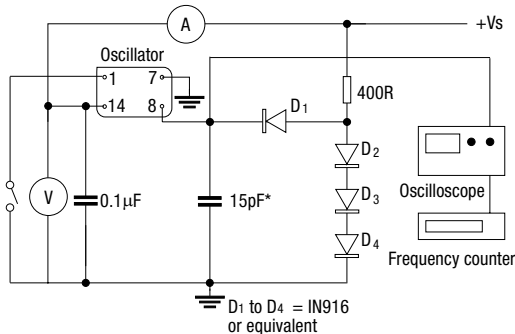 A
+Vs
Oscillator
1 7
14 8
D1
400R
D2
V
0.1µF
15pF*
D3
D4
Oscilloscope
Frequency counter
D1 to D4 = IN916
or equivalent